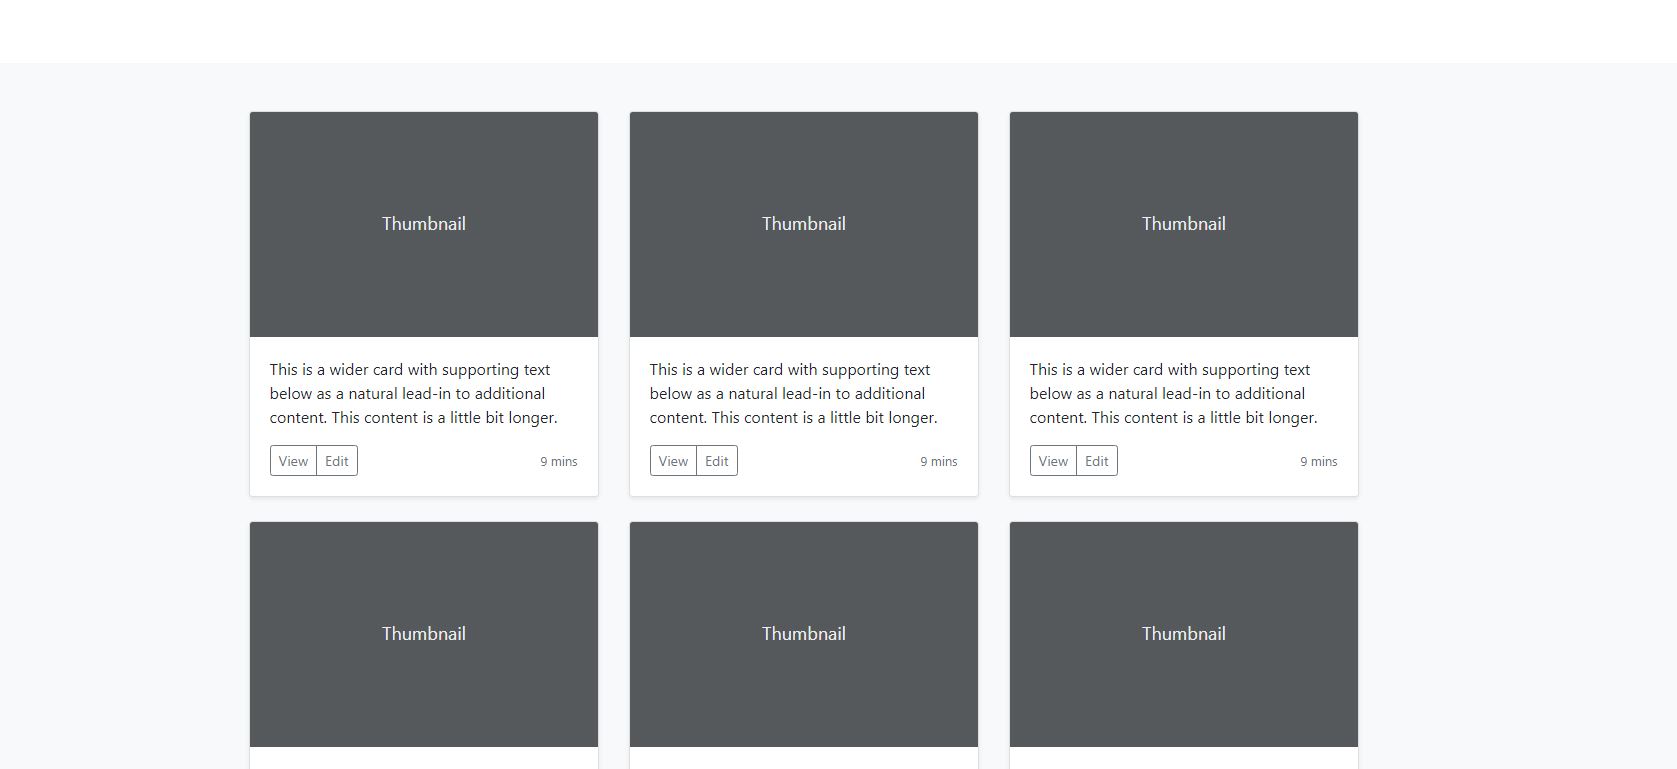 Thumbnail
This is a wider card with supporting text
below as a natural lead-in to additional
content. This content is a little bit longer.
View Edit 9 mins
Thumbnail
This is a wider card with supporting text
below as a natural lead-in to additional
content. This content is a little bit longer.
View Edit 9 mins
Thumbnail
This is a wider card with supporting text
below as a natural lead-in to additional
content. This content is a little bit longer.
View Edit 9 mins
Thumbnail
Thumbnail
Thumbnail